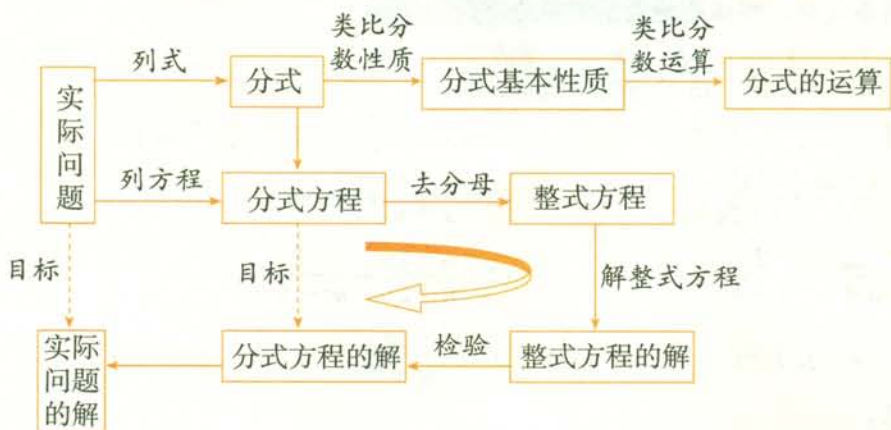 列式
类比分
数性质
类比分
数运算
实
际
问
题
分式
分式基本性质
分式的运算
列方程
分式方程
去分母
整式方程
目标
目标
解整式方程
实际
问题
的解
分式方程的解
检验
整式方程的解